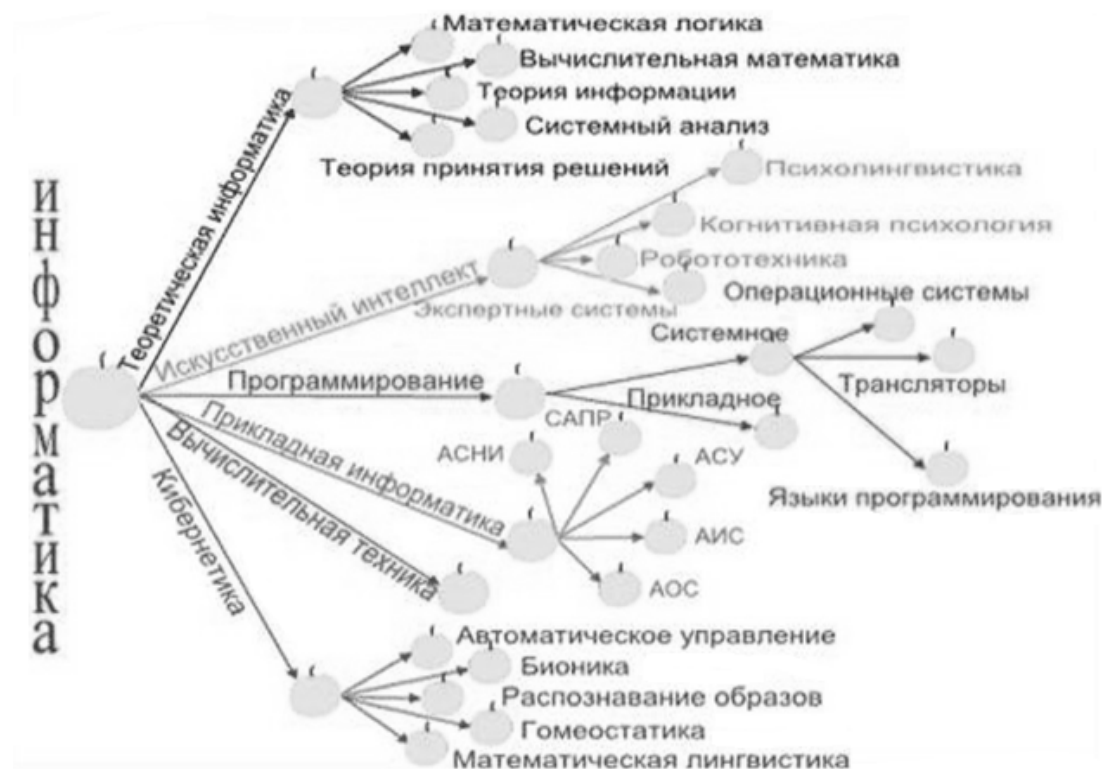 ИНФОРМАТИКА
Теоретическая информатика
Математическая логика
Вычислительная математика
Теория информации
Системный анализ
Теория принятия решений
Искусственный интеллект
Психолингвистика
Когнитивная психология
Робототехника
Экспертные системы
Программирование
Системное
Операционные системы
Трансляторы
Языки программирования
Прикладное
Прикладная информатика
АСНИ
САПР
АСУ
АИС
АОС
Вычислительная техника
Кибернетика
Автоматическое управление
Бионика
Распознавание образов
Гомеостатика
Математическая лингвистика